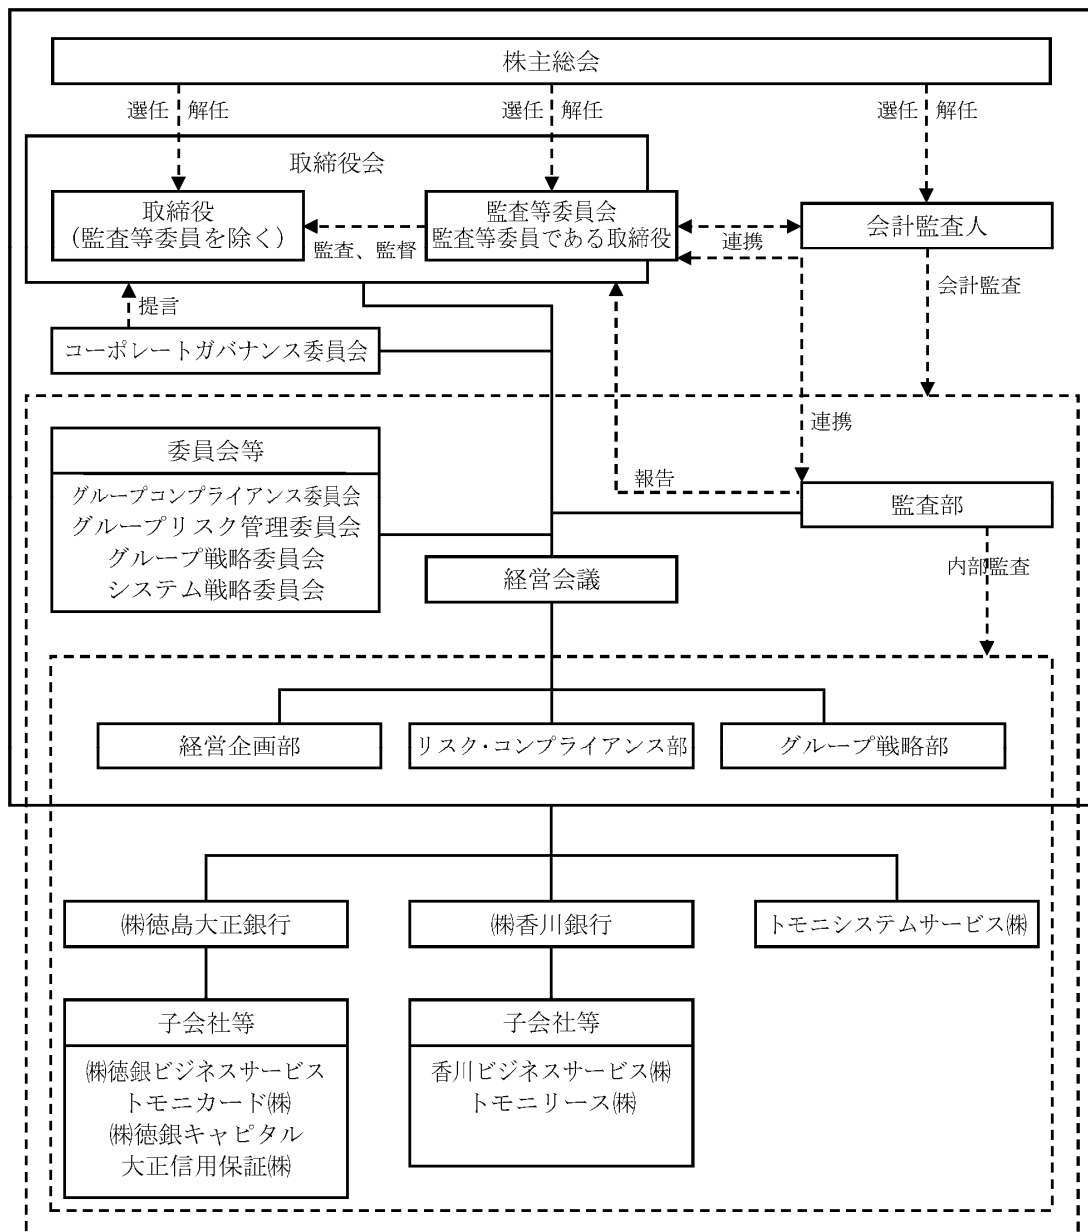 株主総会
選任 解任
選任 解任
選任 解任
取締役会
取締役
(監査等委員を除く)
監査、監督
監査等委員会
監査等委員である取締役
連携
会計監査人
会計監査
提言
コーポレートガバナンス委員会
連携
委員会等
グループコンプライアンス委員会
グループリスク管理委員会
グループ戦略委員会
システム戦略委員会
報告
監査部
内部監査
経営会議
経営企画部
リスク・コンプライアンス部
グループ戦略部
㈱徳島大正銀行
㈱香川銀行
トモニシステムサービス㈱
子会社等
㈱徳銀ビジネスサービス
トモニカード㈱
㈱徳銀キャピタル
大正信用保証㈱
子会社等
香川ビジネスサービス㈱
トモニリース㈱